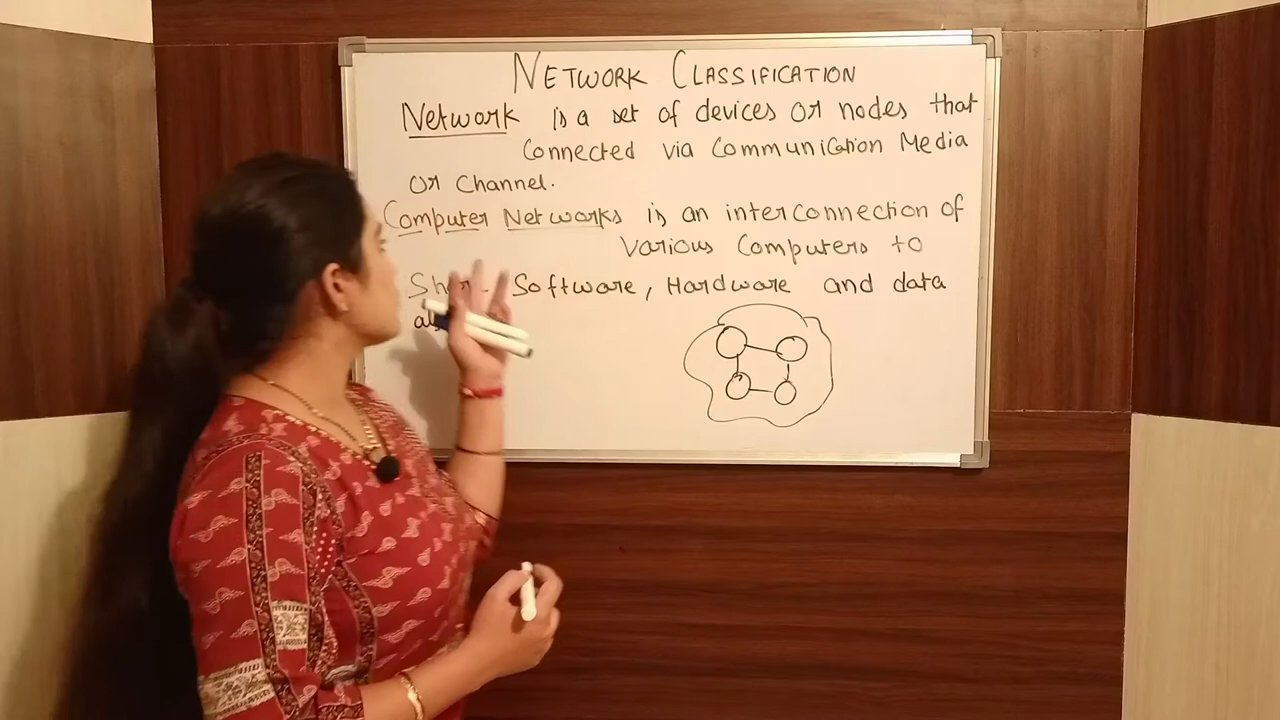 NETWORK CLASSIFICATION
Network is a set of devices or nodes that
Connected via Communication Media
or channel.
Computer Networks is an interconnection of
Various Computers to
Software, Hardware and data